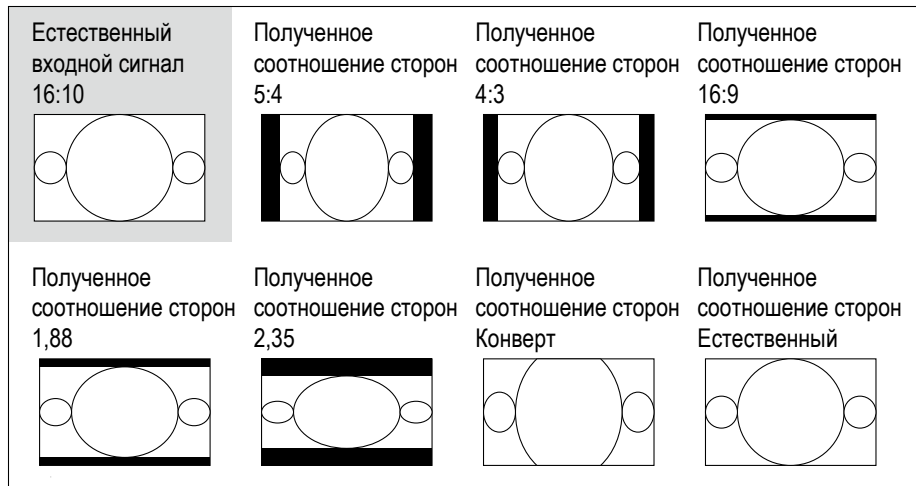 Естественный
входной сигнал
16:10
Полученное
соотношение сторон
5:4
Полученное
соотношение сторон
4:3
Полученное
соотношение сторон
16:9
Полученное
соотношение сторон
1,88
Полученное
соотношение сторон
2,35
Полученное
соотношение сторон
Конверт
Полученное
соотношение сторон
Естественный